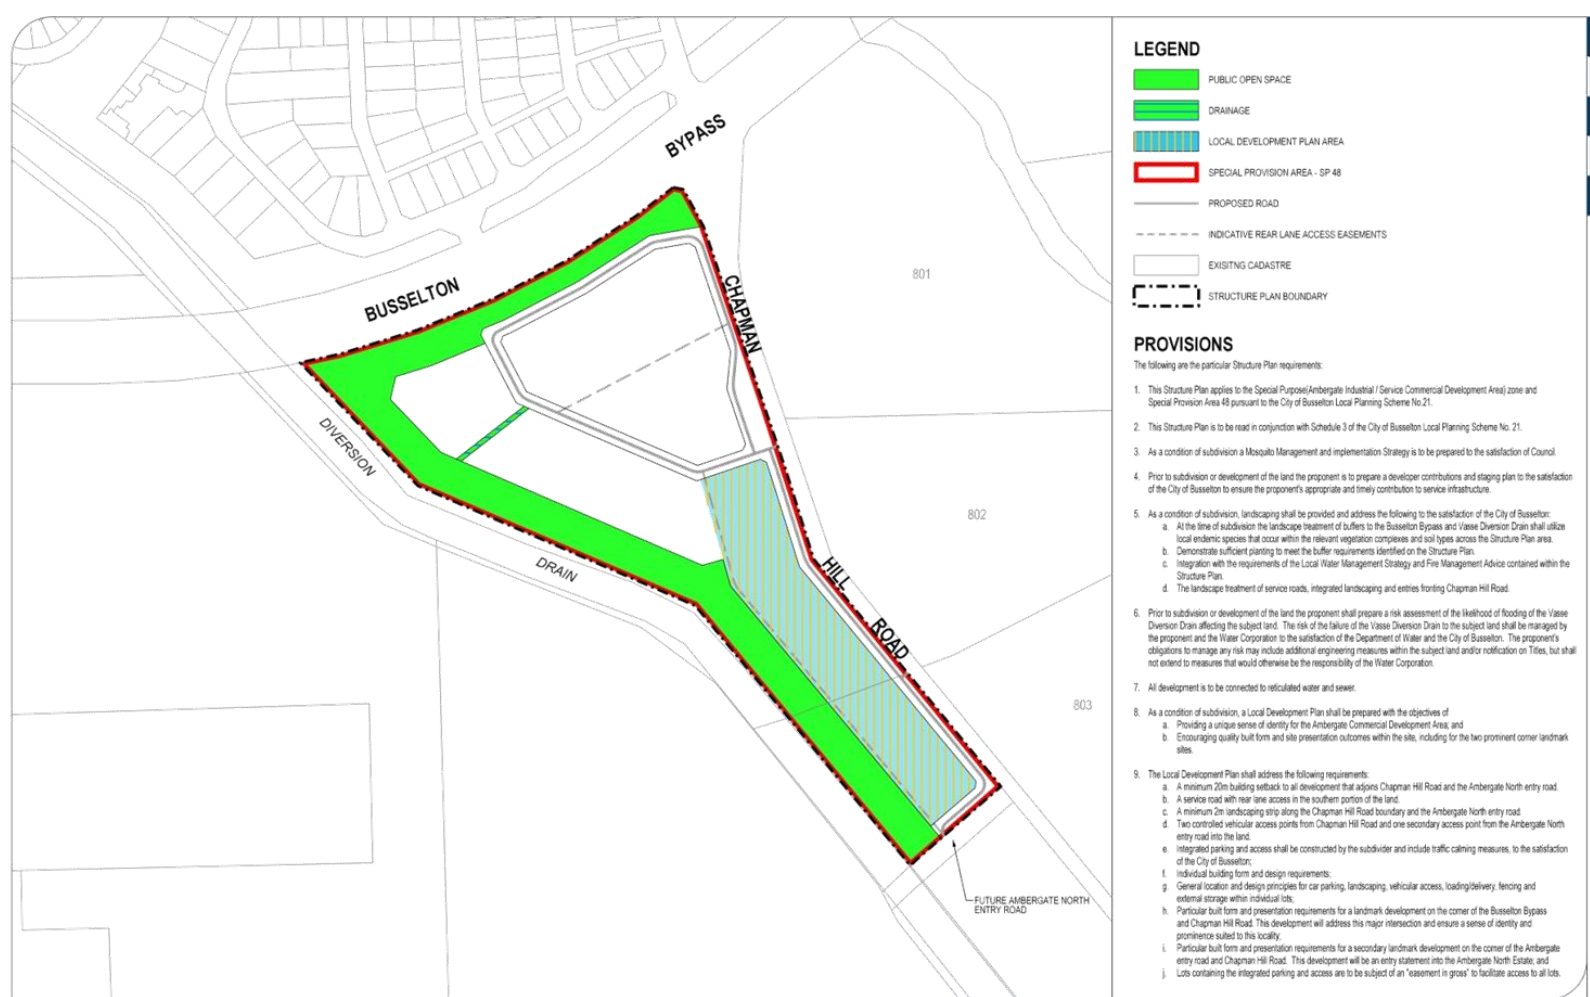 BUSSELTON
BYPASS
CHAPMAN
HILL
ROAD
DIVERSION
DRAIN
801
802
803
FUTURE AMBERGATE NORTH
ENTRY ROAD
LEGEND
PUBLIC OPEN SPACE
DRAINAGE
LOCAL DEVELOPMENT PLAN AREA
SPECIAL PROVISION AREA - SP 48
PROPOSED ROAD
INDICATIVE REAR LANE ACCESS EASEMENTS
EXISITNG CADASTRE
STRUCTURE PLAN BOUNDARY
PROVISIONS
The following are the particular Structure Plan requirements:
1. This Structure Plan applies to the Special Purpose(Ambergate Industrial / Service Commercial Development Area) zone and
Special Provision Area 48 pursuant to the City of Busselton Local Planning Scheme No.21.
2. This Structure Plan is to be read in conjunction with Schedule 3 of the City of Busselton Local Planning Scheme No. 21.
3. As a condition of subdivision a Mosquito Management and implementation Strategy is to be prepared to the satisfaction of Council.
4. Prior to subdivision or development of the land the proponent is to prepare a developer contributions and staging plan to the satisfaction
of the City of Busselton to ensure the proponent's appropriate and timely contribution to service infrastructure.
5. As a condition of subdivision, landscaping shall be provided and address the following to the satisfaction of the City of Busselton:
a. At the time of subdivision the landscape treatment of buffers to the Busselton Bypass and Vasse Diversion Drain shall utilize
local endemic species that occur within the relevant vegetation complexes and soil types across the Structure Plan area.
b. Demonstrate sufficient planting to meet the buffer requirements identified on the Structure Plan.
c. Integration with the requirements of the Local Water Management Strategy and Fire Management Advice contained within the
Structure Plan.
d. The landscape treatment of service roads, integrated landscaping and entries fronting Chapman Hill Road.
6. Prior to subdivision or development of the land the proponent shall prepare a risk assessment of the likelihood of flooding of the Vasse
Diversion Drain affecting the subject land. The risk of the failure of the Vasse Diversion Drain to the subject land shall be managed by
the proponent and the Water Corporation to the satisfaction of the Department of Water and the City of Busselton. The proponent's
obligations to manage any risk may include additional engineering measures within the subject land and/or notification on Titles, but shall
not extend to measures that would otherwise be the responsibility of the Water Corporation.
7. All development is to be connected to reticulated water and sewer.
8. As a condition of subdivision, a Local Development Plan shall be prepared with the objectives of
a. Providing a unique sense of identity for the Ambergate Commercial Development Area; and
b. Encouraging quality built form and site presentation outcomes within the site, including for the two prominent corner landmark
sites.
9. The Local Development Plan shall address the following requirements:
a. A minimum 20m building setback to all development that adjoins Chapman Hill Road and the Ambergate North entry road.
b. A service road with rear lane access in the southern portion of the land.
c. A minimum 2m landscaping strip along the Chapman Hill Road boundary and the Ambergate North entry road.
d. Two controlled vehicular access points from Chapman Hill Road and one secondary access point from the Ambergate North
entry road into the land.
e. Integrated parking and access shall be constructed by the subdivider and include traffic calming measures, to the satisfaction
of the City of Busselton;
f. Individual building form and design requirements;
g. General location and design principles for car parking, landscaping, vehicular access, loading/delivery, fencing and
external storage within individual lots;
h. Particular built form and presentation requirements for a landmark development on the corner of the Busselton Bypass
and Chapman Hill Road. This development will address this major intersection and ensure a sense of identity and
prominence suited to this locality;
i. Particular built form and presentation requirements for a secondary landmark development on the corner of the Ambergate
entry road and Chapman Hill Road. This development will be an entry statement into the Ambergate North Estate; and
j. Lots containing the integrated parking and access are to be subject of an "easement in gross" to facilitate access to all lots.